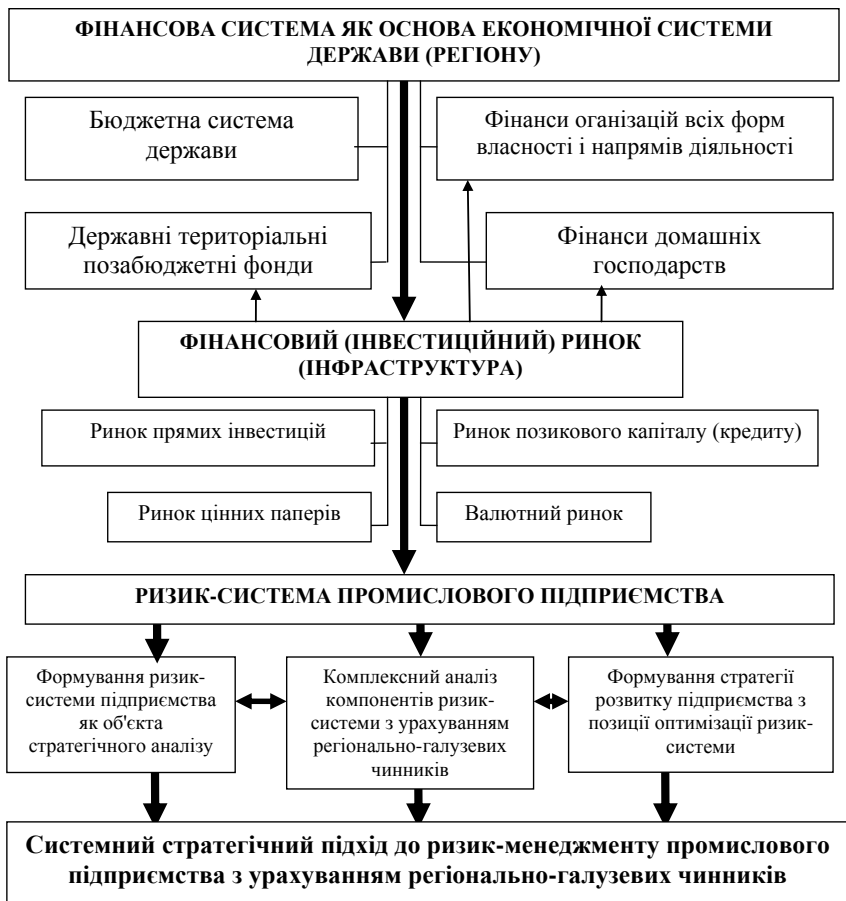 ФІНАНСОВА СИСТЕМА ЯК ОСНОВА ЕКОНОМІЧНОЇ СИСТЕМИ
ДЕРЖАВИ (РЕГІОНУ)
Бюджетна система
держави
Фінанси оганізацій всіх форм
власності і напрямів діяльності
Державні територіальні
позабюджетні фонди
Фінанси домашніх
господарств
ФІНАНСОВИЙ (ІНВЕСТИЦІЙНИЙ) РИНОК
(ІНФРАСТРУКТУРА)
Ринок прямих інвестицій
Ринок позикового капіталу (кредиту)
Ринок цінних паперів
Валютний ринок
РИЗИК-СИСТЕМА ПРОМИСЛОВОГО ПІДПРИЄМСТВА
Формування ризик-
системи підприємства
як об'єкта
стратегічного аналізу
Комплексний аналіз
компонентів ризик-
системи з урахуванням
регіонально-галузевих
чинників
Формування стратегії
розвитку підприємства з
позиції оптимізації ризик-
системи
Системний стратегічний підхід до ризик-менеджменту промислового
підприємства з урахуванням регіонально-галузевих чинників